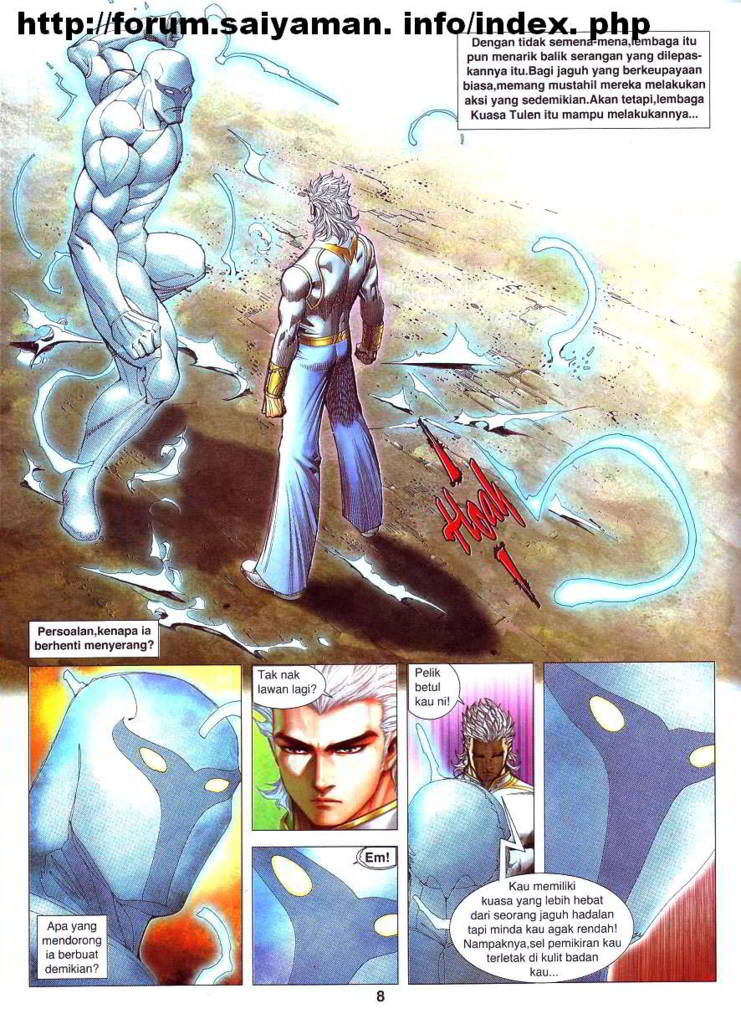 http://forum.saiyaman. info/index. php
Dengan tidak semena-mena,lembaga itu
pun menarik balik serangan yang dilepas-
kannya itu.Bagi jaguh yang berkeupayaan
biasa,memang mustahil mereka melakukan
aksi yang sedemikian.Akan tetapi,lembaga
Kuasa Tulen itu mampu melakukannya...
Hoah
Persoalan,kenapa ia
berhenti menyerang?
Apa yang
mendorong
ia berbuat
demikian?
Tak nak
lawan lagi?
Em!
Pelik
betul
kau ni!
Kau memiliki
kuasa yang lebih hebat
dari seorang jaguh hadalan
tapi minda kau agak rendah!
Nampaknya,sel pemikiran kau
terletak di kulit badan
kau...
8